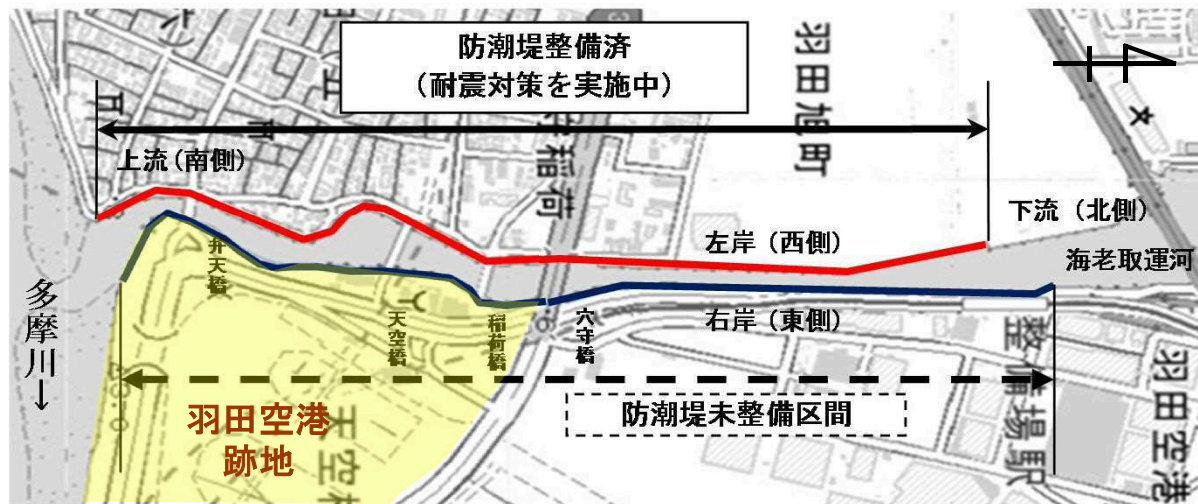 防潮堤整備済
（耐震対策を実施中）
羽田旭町
上流（南側）
稲荷
下流（北側）
左岸（西側）
海老取運河
弁天橋
多摩川↓
天空橋
稲荷橋
穴守橋
右岸（東側）
整備場駅
羽田空港
防潮堤未整備区間
羽田空港
跡地
天空橋